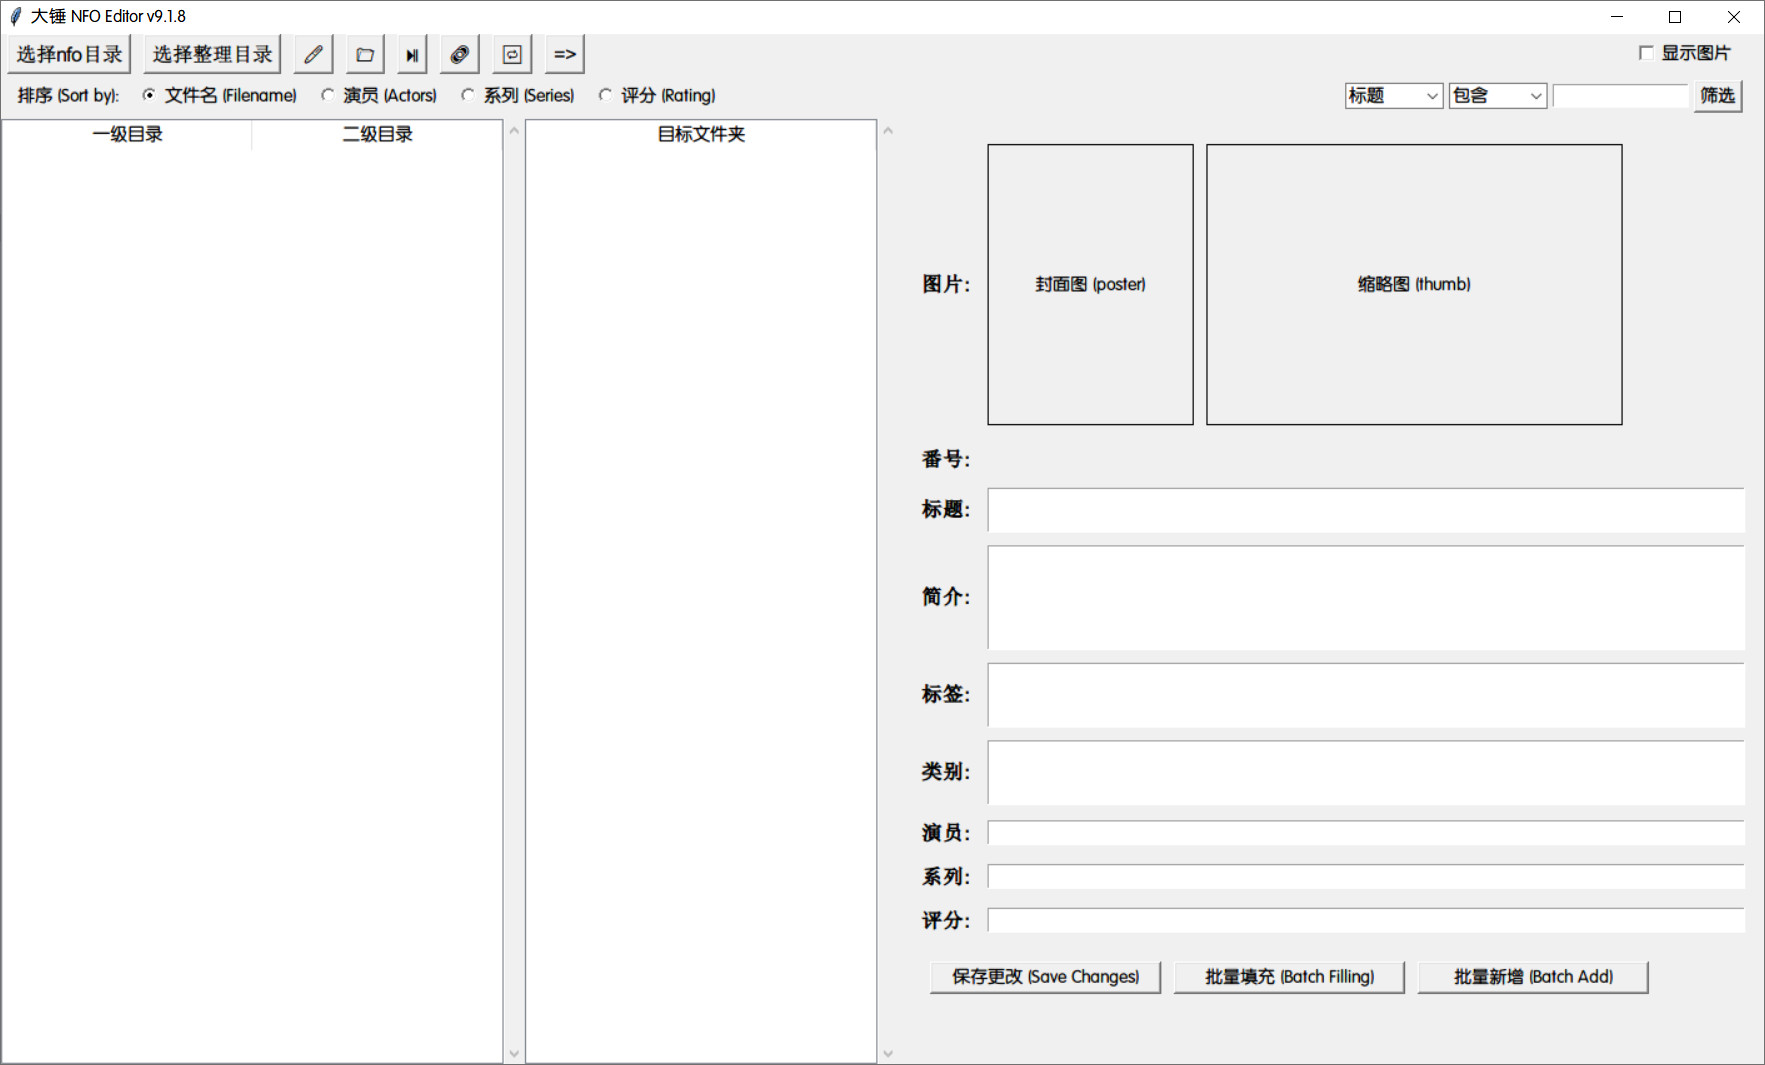 大锤 NFO Editor v9.1.8
选择nfo目录 选择整理目录 => 显示图片
排序 (Sort by): 文件名 (Filename) 演员 (Actors) 系列 (Series) 评分 (Rating) 标题 包含 筛选
一级目录 二级目录 目标文件夹
图片: 封面图 (poster) 缩略图 (thumb)
番号:
标题:
简介:
标签:
类别:
演员:
系列:
评分:
保存更改 (Save Changes) 批量填充 (Batch Filling) 批量新增 (Batch Add)